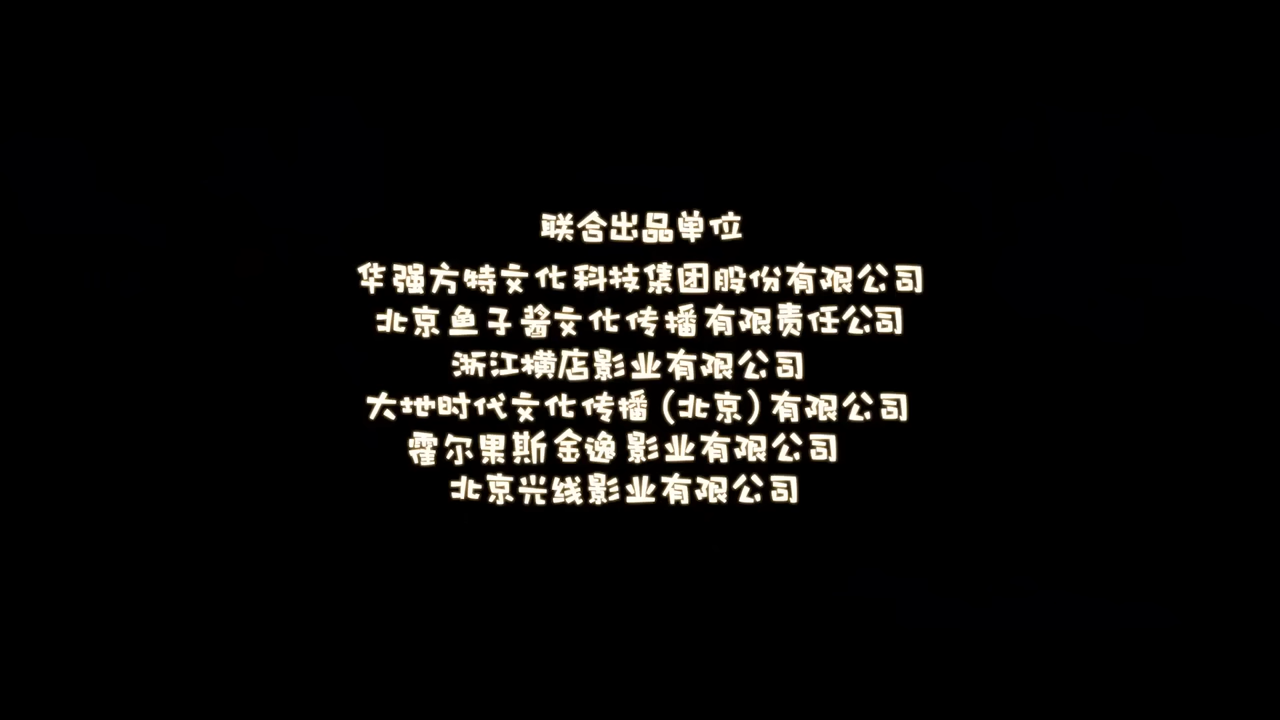 联合出品单位
华强方特文化科技集团股份有限公司
北京鱼子酱文化传播有限责任公司
浙江横店影业有限公司
大地时代文化传播（北京）有限公司
霍尔果斯金逸影业有限公司
北京光线影业有限公司